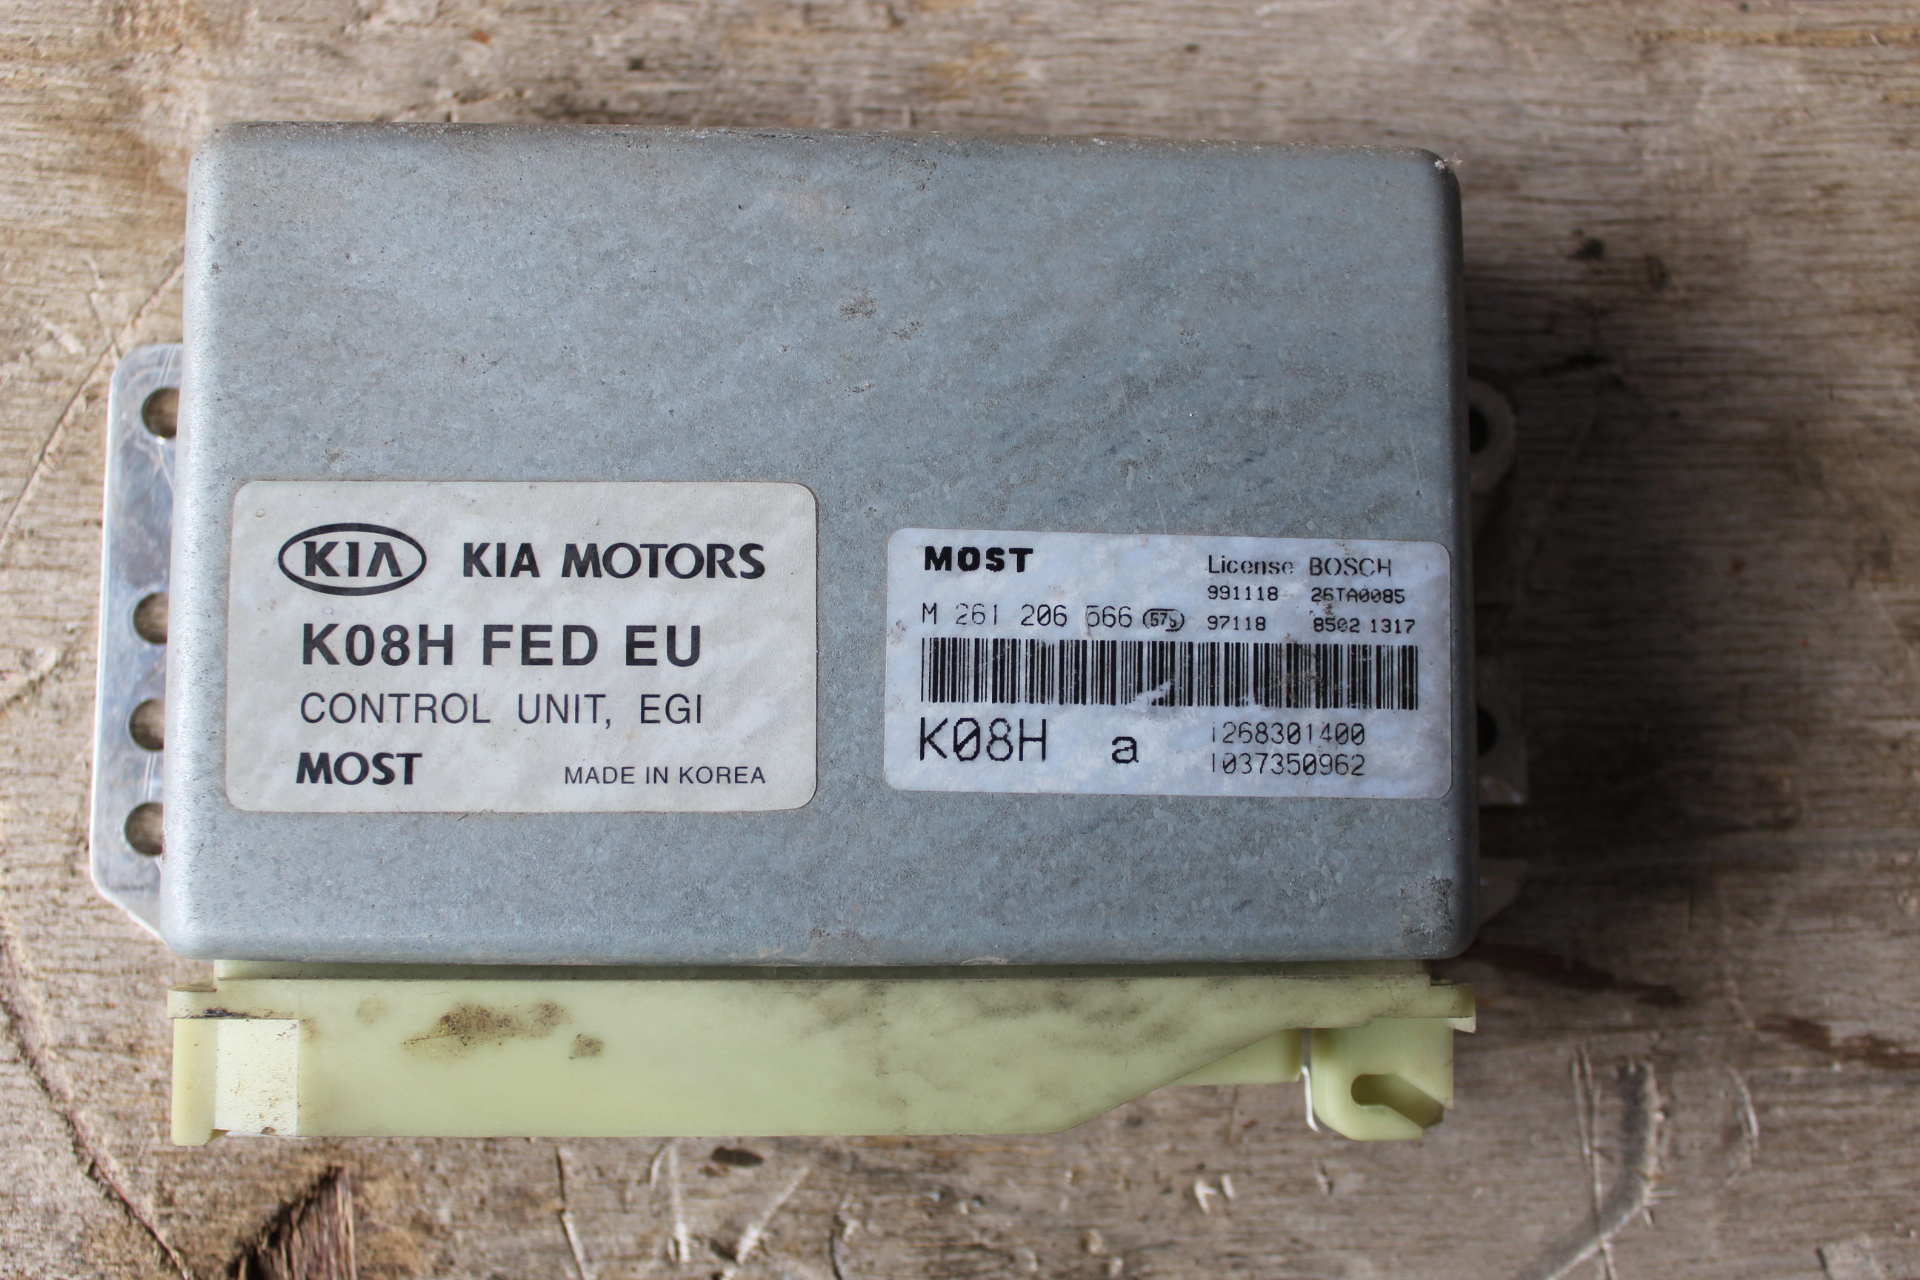 KIA KIA MOTORS
K08H FED EU
CONTROL UNIT, EGI
MOST MADE IN KOREA
MOST License BOSCH
991118 26TA0085
M 261 206 566
97118 8502 1317
K08H a 1268301400
1037350962